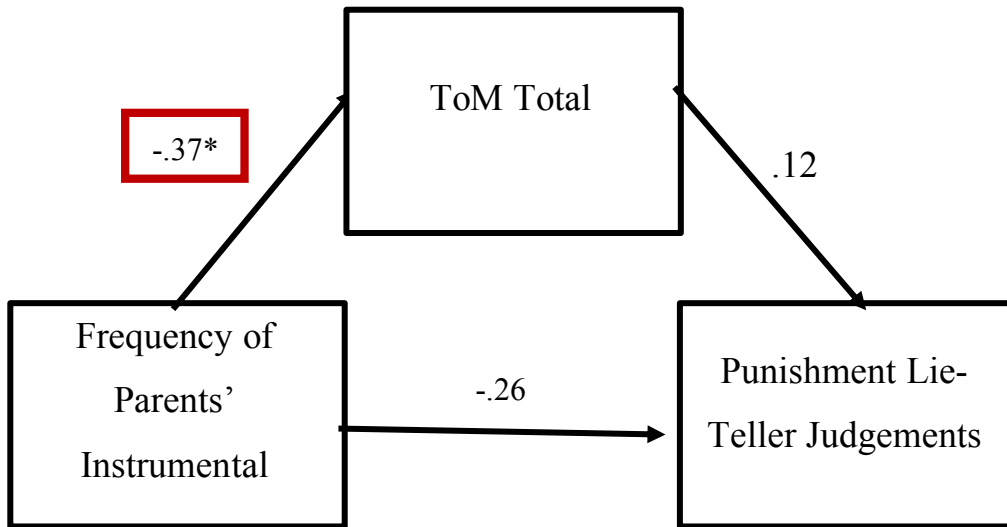 ToM Total
-.37*
.12
Frequency of
Parents’
Instrumental
-.26
Punishment Lie-
Teller Judgements